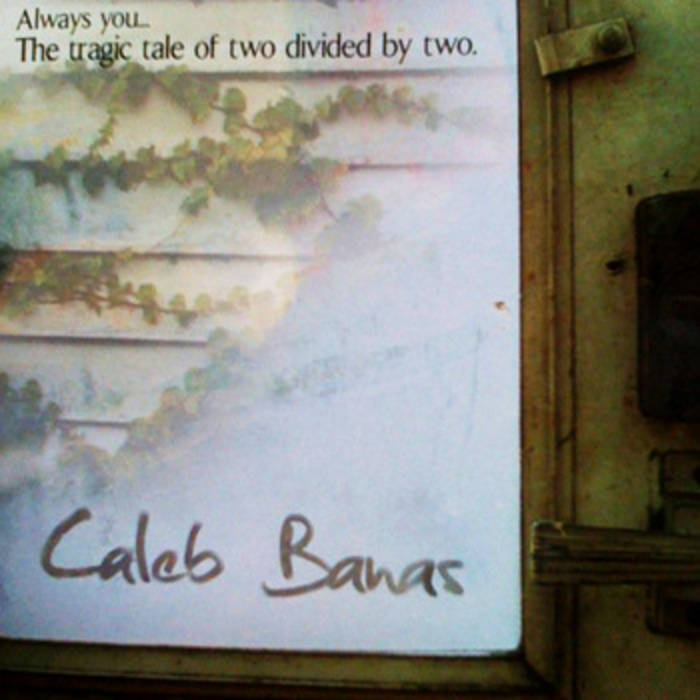 Always you...
The tragic tale of two divided by two.
Caleb Banas